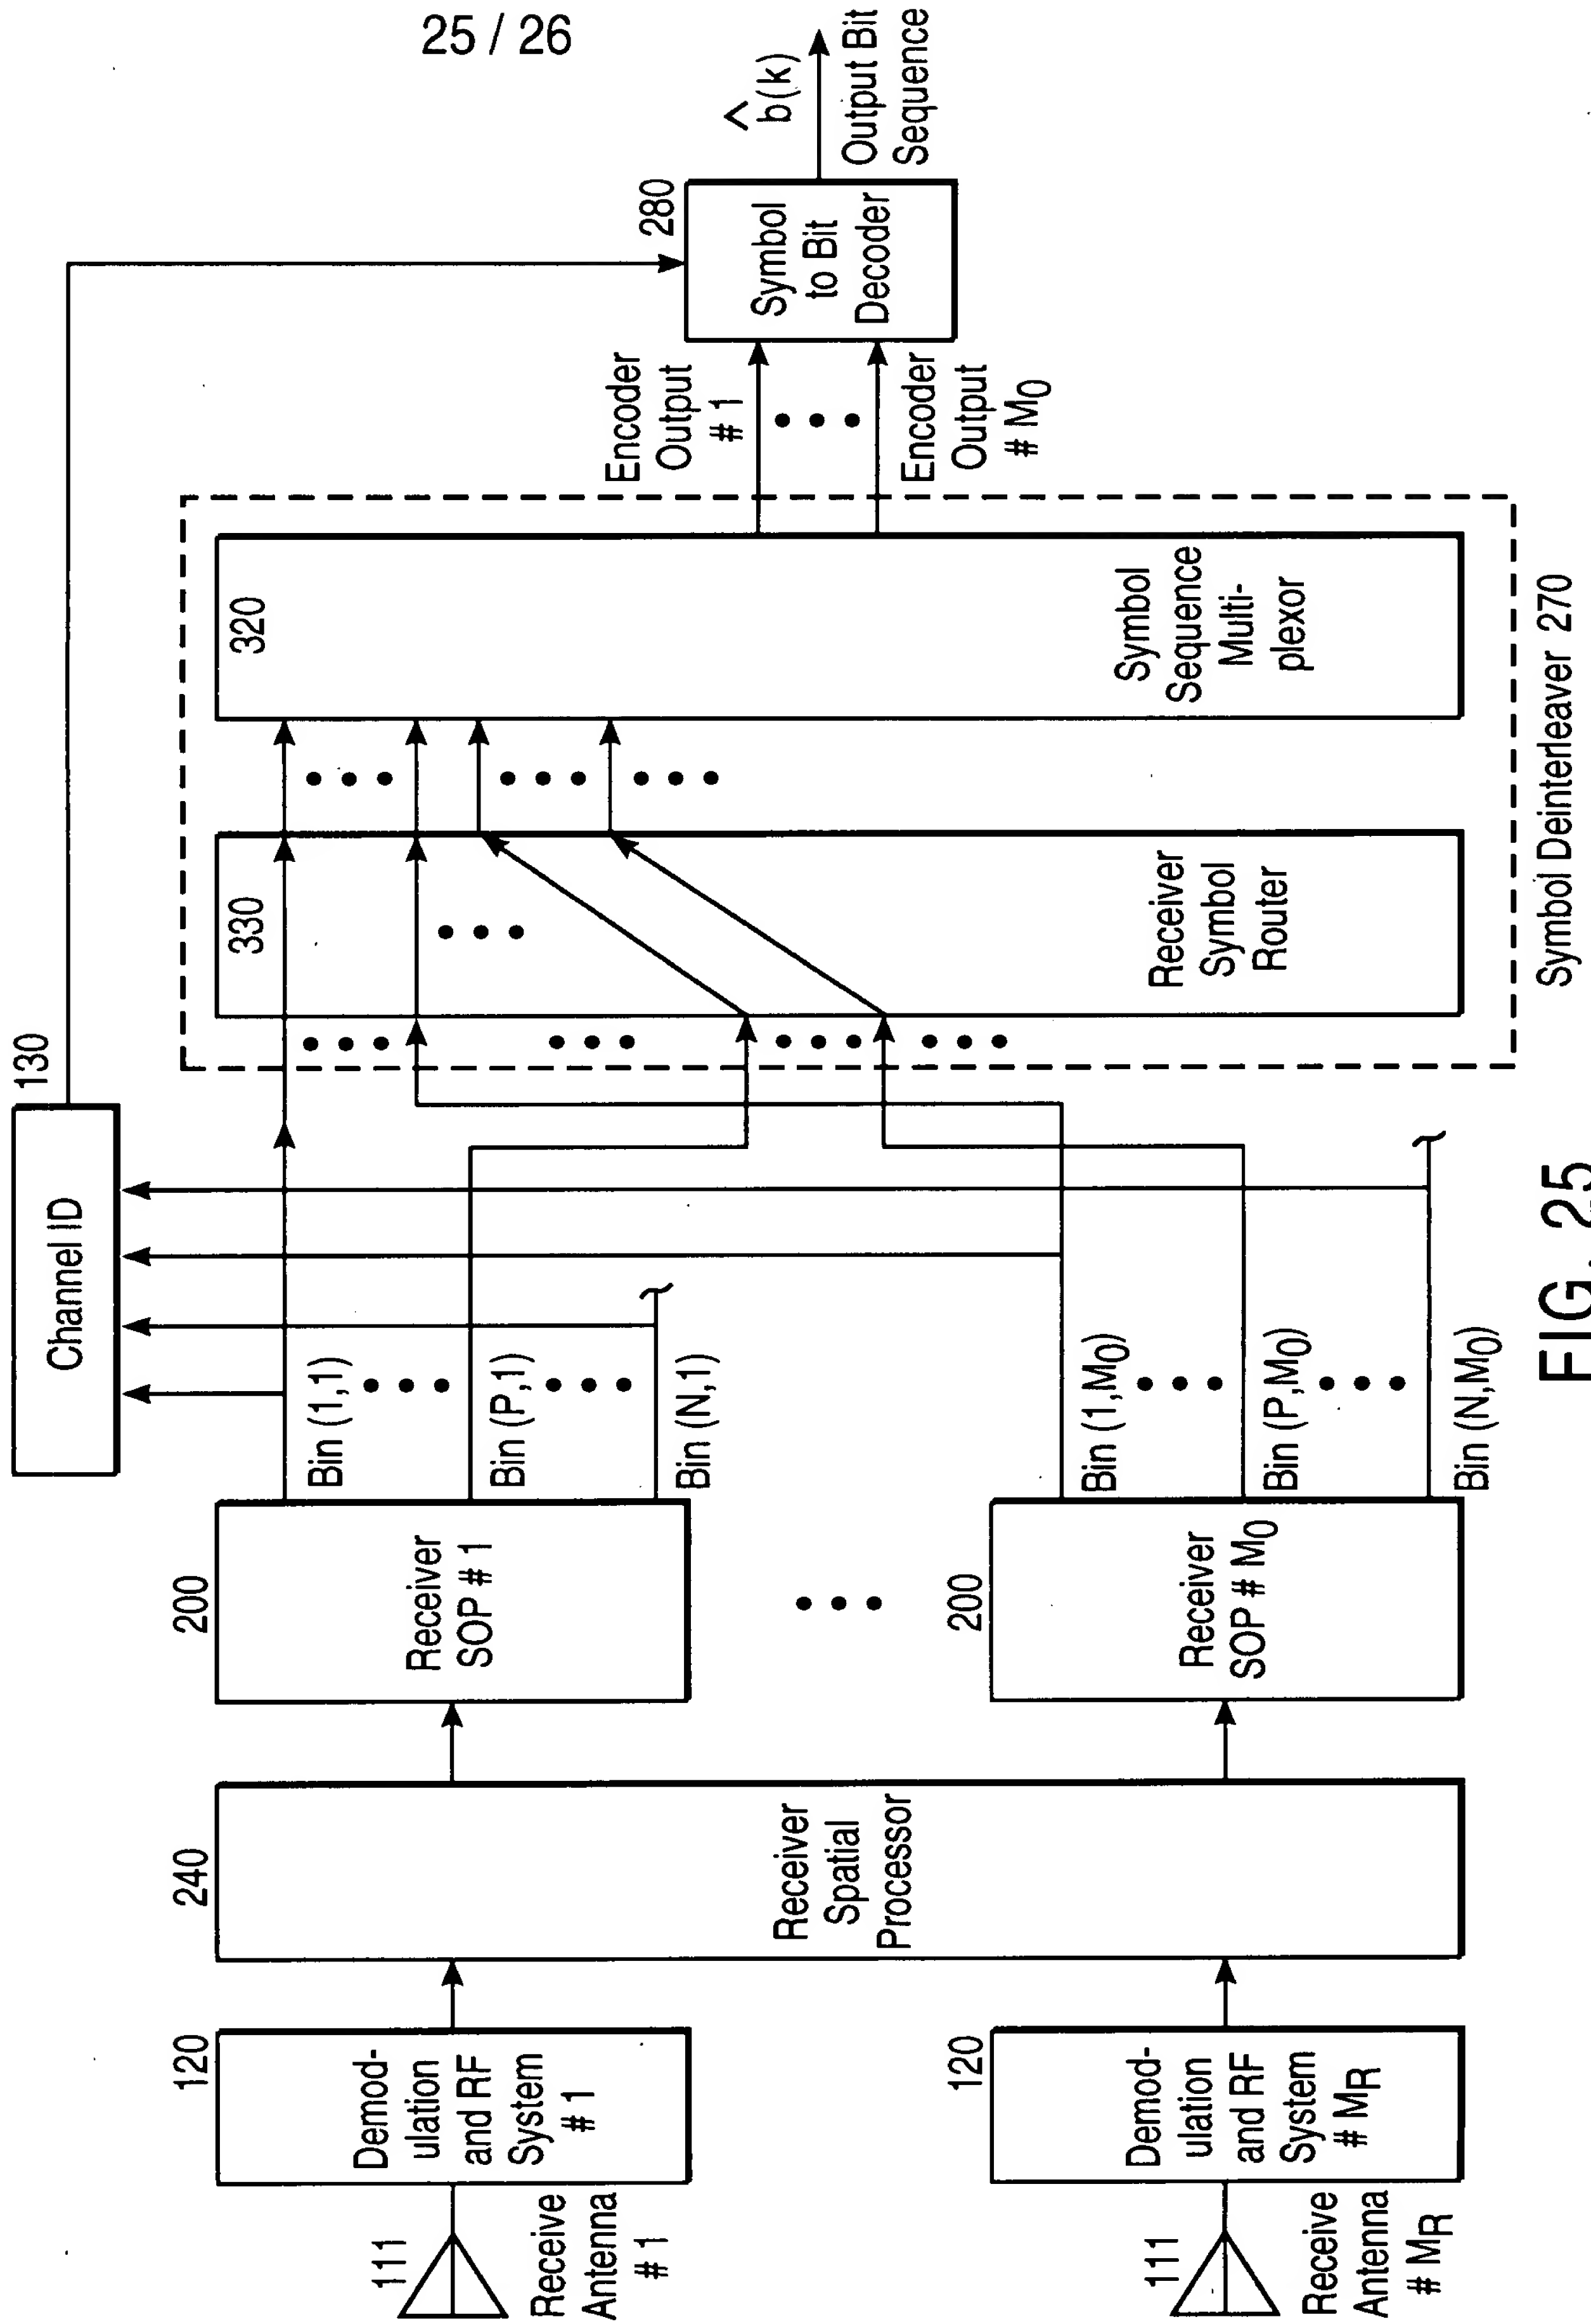 25 / 26
111
Receive
Antenna
# 1
120
Demod-
ulation
and RF
System
# 1
111
Receive
Antenna
# MR
120
Demod-
ulation
and RF
System
# MR
240
Receiver
Spatial
Processor
200
Receiver
SOP # 1
200
Receiver
SOP # M0
Bin (1,1)
Bin (P,1)
Bin (N,1)
Bin (1,M0)
Bin (P,M0)
Bin (N,M0)
Channel ID
130
330
Receiver
Symbol
Router
320
Symbol
Sequence
Multi-
plexor
Symbol Deinterleaver 270
Encoder
Output
# 1
Encoder
Output
# M0
280
Symbol
to Bit
Decoder
^
b(k)
Output Bit
Sequence
FIG. 25